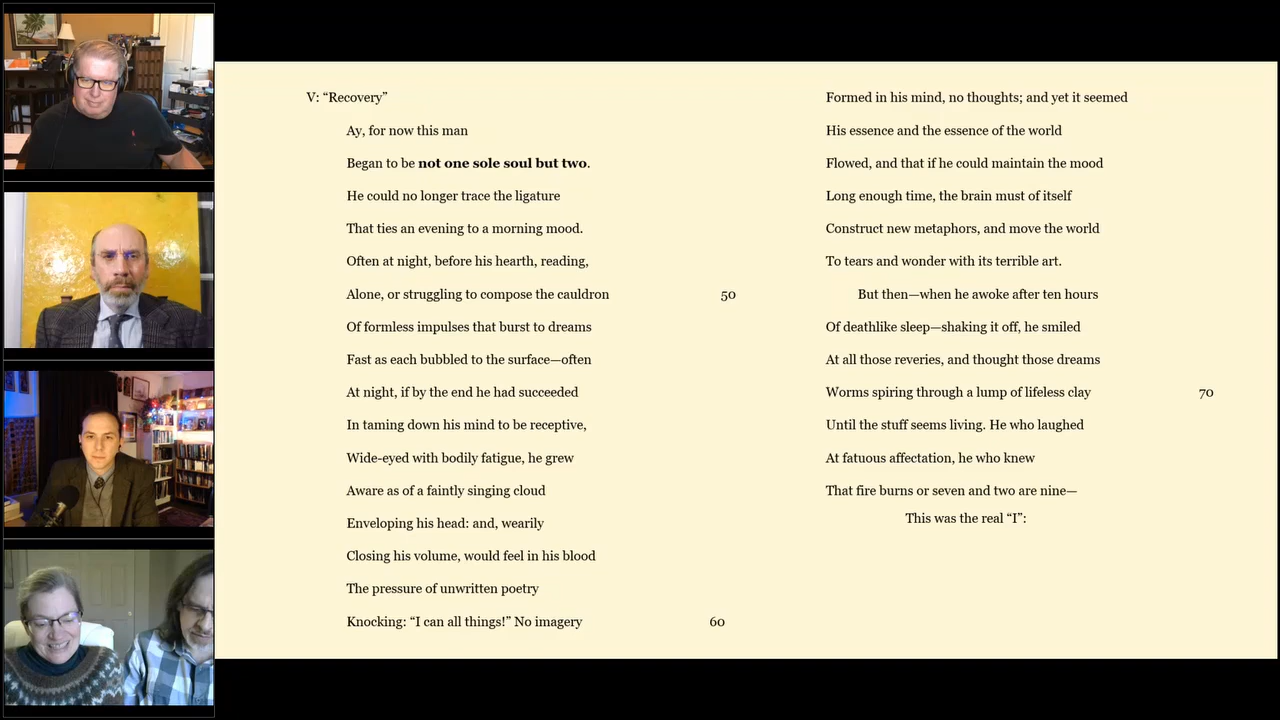 V: “Recovery”
Ay, for now this man
Began to be not one sole soul but two.
He could no longer trace the ligature
That ties an evening to a morning mood.
Often at night, before his hearth, reading,
Alone, or struggling to compose the cauldron 50
Of formless impulses that burst to dreams
Fast as each bubbled to the surface—often
At night, if by the end he had succeeded
In taming down his mind to be receptive,
Wide-eyed with bodily fatigue, he grew
Aware as of a faintly singing cloud
Enveloping his head: and, wearily
Closing his volume, would feel in his blood
The pressure of unwritten poetry
Knocking: “I can all things!” No imagery 60
Formed in his mind, no thoughts; and yet it seemed
His essence and the essence of the world
Flowed, and that if he could maintain the mood
Long enough time, the brain must of itself
Construct new metaphors, and move the world
To tears and wonder with its terrible art.
But then—when he awoke after ten hours
Of deathlike sleep—shaking it off, he smiled
At all those reveries, and thought those dreams
Worms spiring through a lump of lifeless clay 70
Until the stuff seems living. He who laughed
At fatuous affectation, he who knew
That fire burns or seven and two are nine—
This was the real “I”: